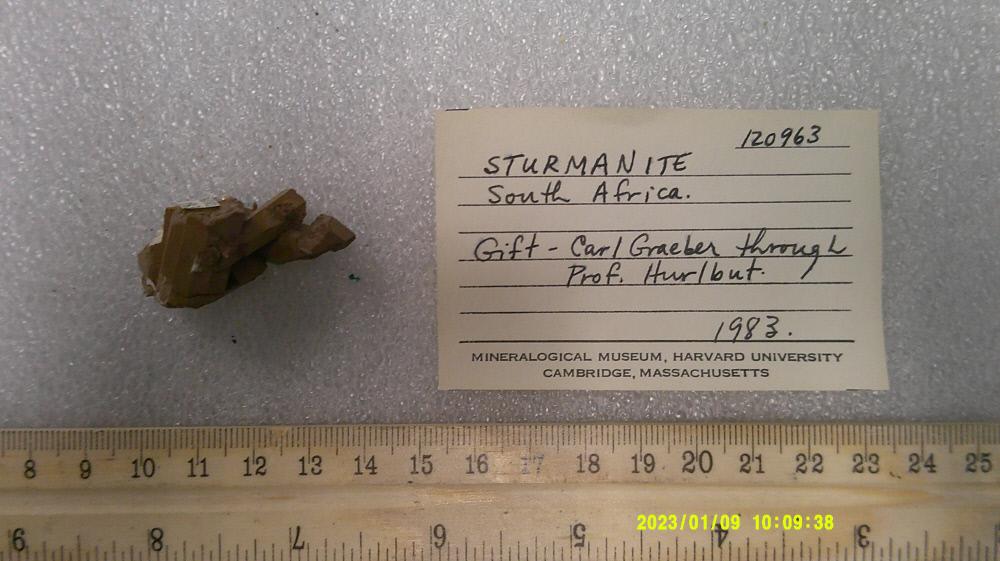 120963
STURMANITE
South Africa.
Gift - Carl Graeber through
Prof. Hurlbut.
1983.
MINERALOGICAL MUSEUM, HARVARD UNIVERSITY
CAMBRIDGE, MASSACHUSETTS
8 9 10 11 12 13 14 15 16 17 18 19 20 21 22 23 24 25
2023/01/09 10:09:38
9 8 7 6 5 4 3